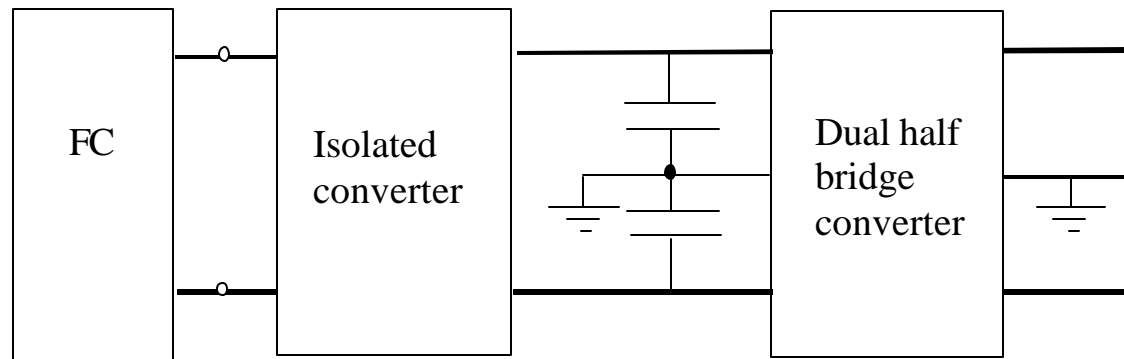 FC
Isolated
converter
Dual half
bridge
converter